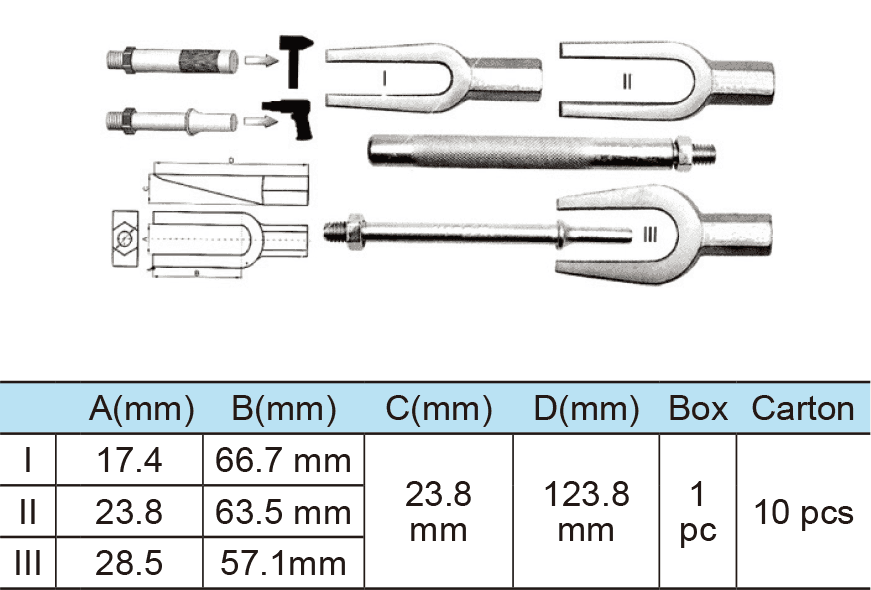 I
II
D
C
A
B
III
A(mm) B(mm) C(mm) D(mm) Box Carton
I 17.4 66.7 mm 23.8 mm 123.8 mm 1 pc 10 pcs
II 23.8 63.5 mm
III 28.5 57.1mm